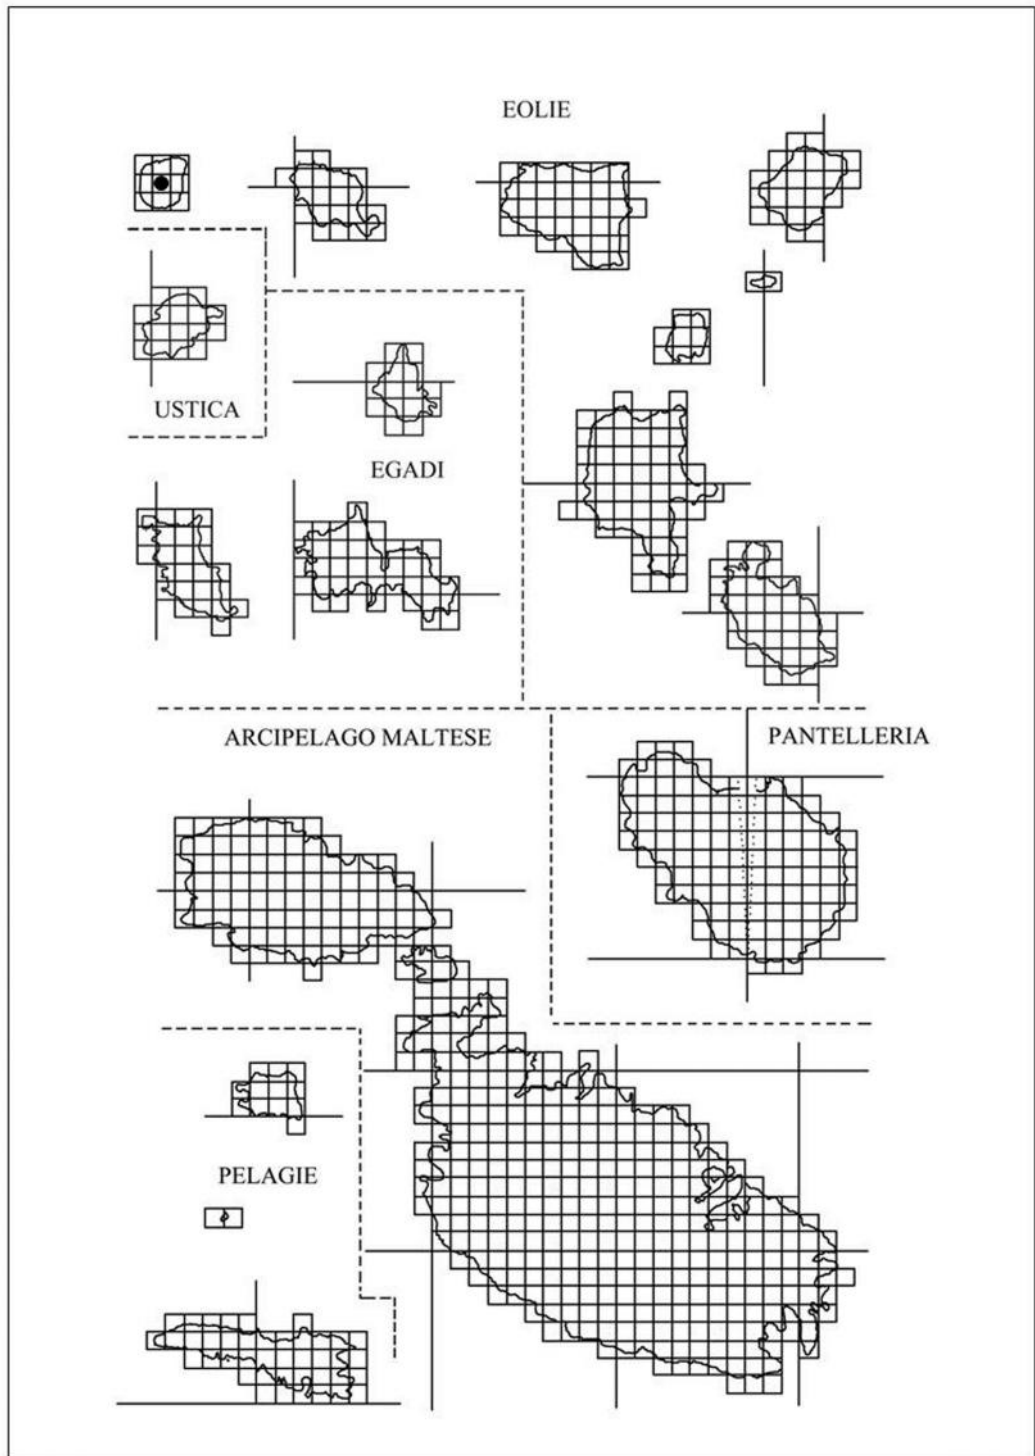 EOLIE
USTICA
EGADI
ARCIPELAGO MALTESE
PANTELLERIA
PELAGIE